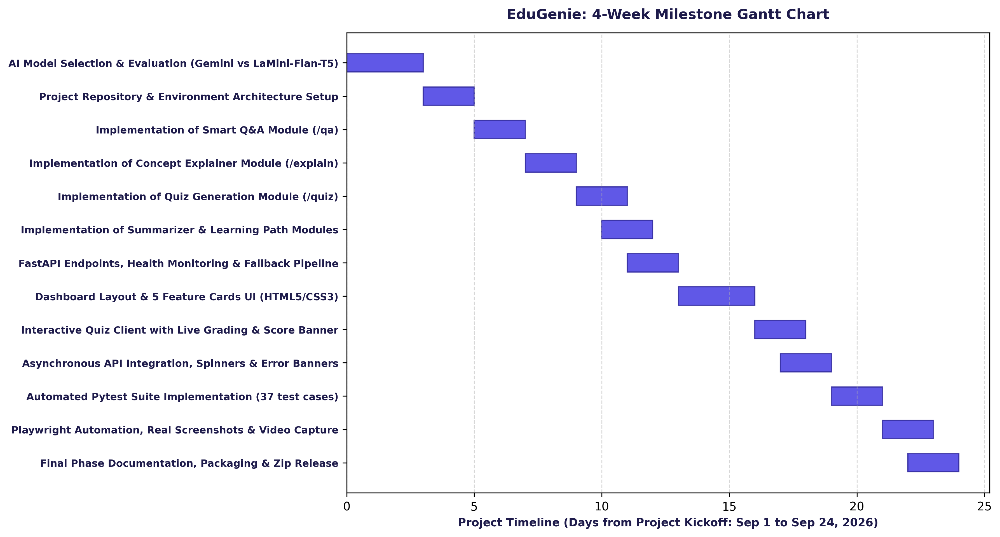 EduGenie: 4-Week Milestone Gantt Chart
AI Model Selection & Evaluation (Gemini vs LaMini-Flan-T5)
Project Repository & Environment Architecture Setup
Implementation of Smart Q&A Module (/qa)
Implementation of Concept Explainer Module (/explain)
Implementation of Quiz Generation Module (/quiz)
Implementation of Summarizer & Learning Path Modules
FastAPI Endpoints, Health Monitoring & Fallback Pipeline
Dashboard Layout & 5 Feature Cards UI (HTML5/CSS3)
Interactive Quiz Client with Live Grading & Score Banner
Asynchronous API Integration, Spinners & Error Banners
Automated Pytest Suite Implementation (37 test cases)
Playwright Automation, Real Screenshots & Video Capture
Final Phase Documentation, Packaging & Zip Release
0 5 10 15 20 25
Project Timeline (Days from Project Kickoff: Sep 1 to Sep 24, 2026)